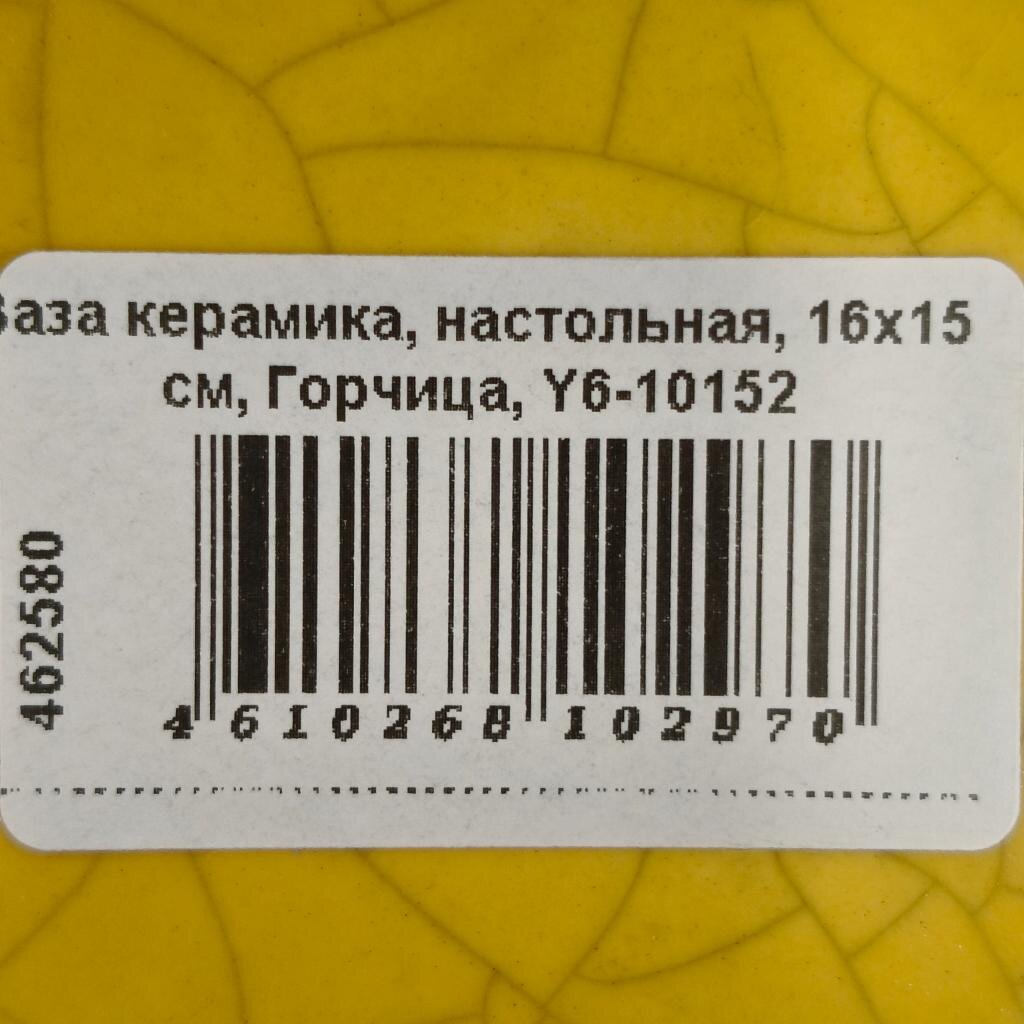 Ваза керамика, настольная, 16х15
см, Горчица, Y6-10152
462580
4 610268 102970